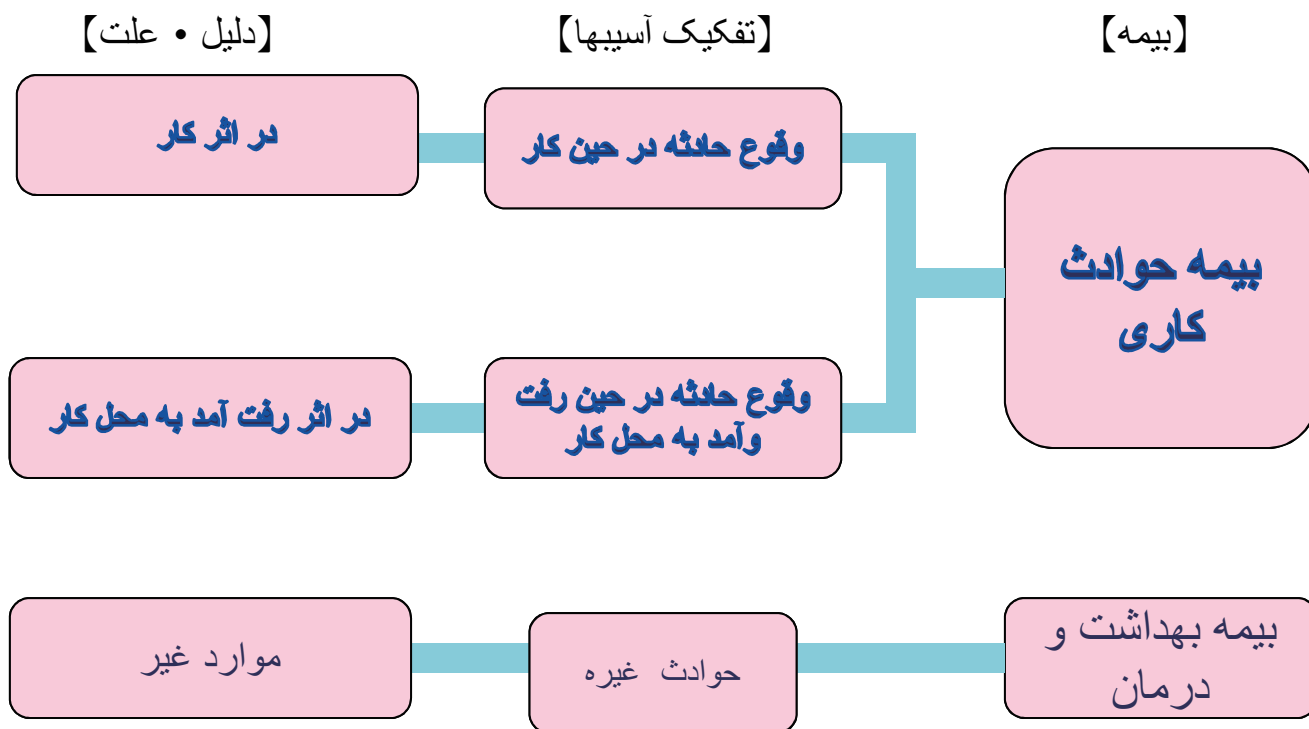 【بیمه】
【تفکیک آسیبها】
【دلیل • علت】
بیمه حوادث
کاری
وقوع حادثه در حین کار
در اثر کار
وقوع حادثه در حین رفت
وآمد به محل کار
در اثر رفت آمد به محل کار
بیمه بهداشت و
درمان
حوادث غیره
موارد غیر